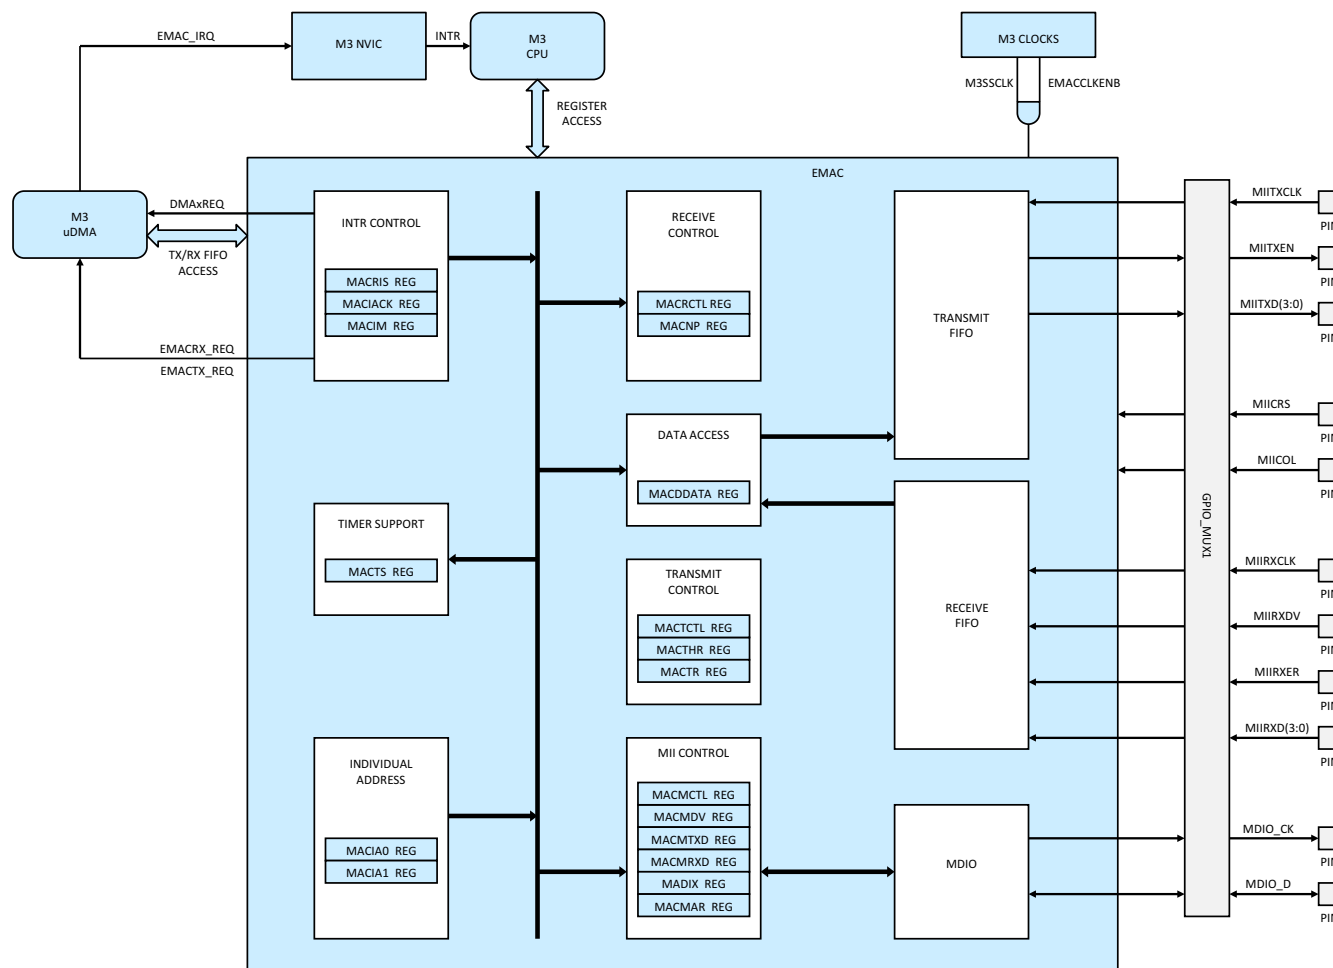 EMAC_IRQ
M3 NVIC
INTR
M3
CPU
M3 CLOCKS
M3SSCLK
EMACCLKENB
REGISTER
ACCESS
EMAC
M3
uDMA
DMAxREQ
TX/RX FIFO
ACCESS
EMACRX_REQ
EMACTX_REQ
INTR CONTROL
MACRIS REG
MACIACK REG
MACIM REG
RECEIVE
CONTROL
MACRCTL REG
MACNP REG
TRANSMIT
FIFO
DATA ACCESS
MACDDATA REG
TIMER SUPPORT
MACTS REG
TRANSMIT
CONTROL
MACTCTL REG
MACTHR REG
MACTR REG
RECEIVE
FIFO
INDIVIDUAL
ADDRESS
MACIA0 REG
MACIA1 REG
MII CONTROL
MACMCTL REG
MACMDV REG
MACMTXD REG
MACMRXD REG
MADIX REG
MACMAR REG
MDIO
GPIO_MUX1
MIITXCLK
MIITXEN
MIITXD(3:0)
MIICRS
MIICOL
MIIRXCLK
MIIRXDV
MIIRXER
MIIRXD(3:0)
MDIO_CK
MDIO_D